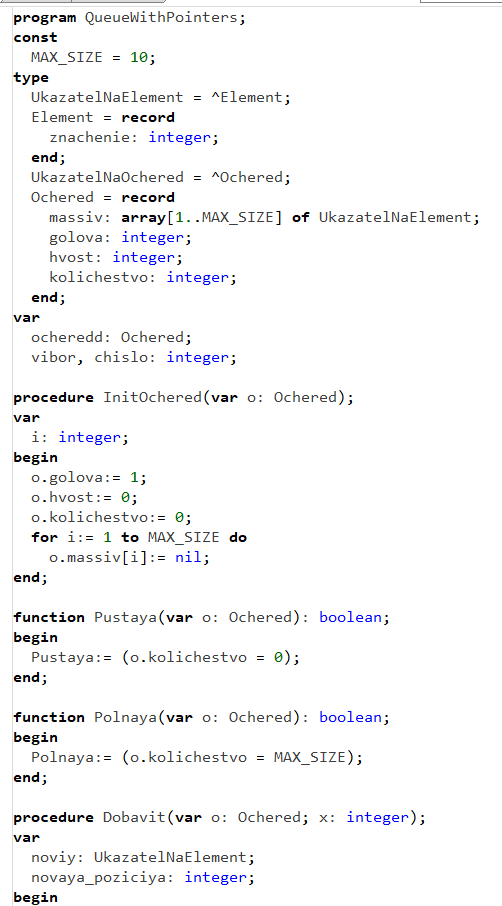 program QueueWithPointers;
const
  MAX_SIZE = 10;
type
  UkazatelNaElement = ^Element;
  Element = record
    znachenie: integer;
  end;
  UkazatelNaOchered = ^Ochered;
  Ochered = record
    massiv: array[1..MAX_SIZE] of UkazatelNaElement;
    golova: integer;
    hvost: integer;
    kolichestvo: integer;
  end;
var
  ocheredd: Ochered;
  vibor, chislo: integer;

procedure InitOchered(var o: Ochered);
var
  i: integer;
begin
  o.golova:= 1;
  o.hvost:= 0;
  o.kolichestvo:= 0;
  for i:= 1 to MAX_SIZE do
    o.massiv[i]:= nil;
end;

function Pustaya(var o: Ochered): boolean;
begin
  Pustaya:= (o.kolichestvo = 0);
end;

function Polnaya(var o: Ochered): boolean;
begin
  Polnaya:= (o.kolichestvo = MAX_SIZE);
end;

procedure Dobavit(var o: Ochered; x: integer);
var
  noviy: UkazatelNaElement;
  novaya_poziciya: integer;
begin